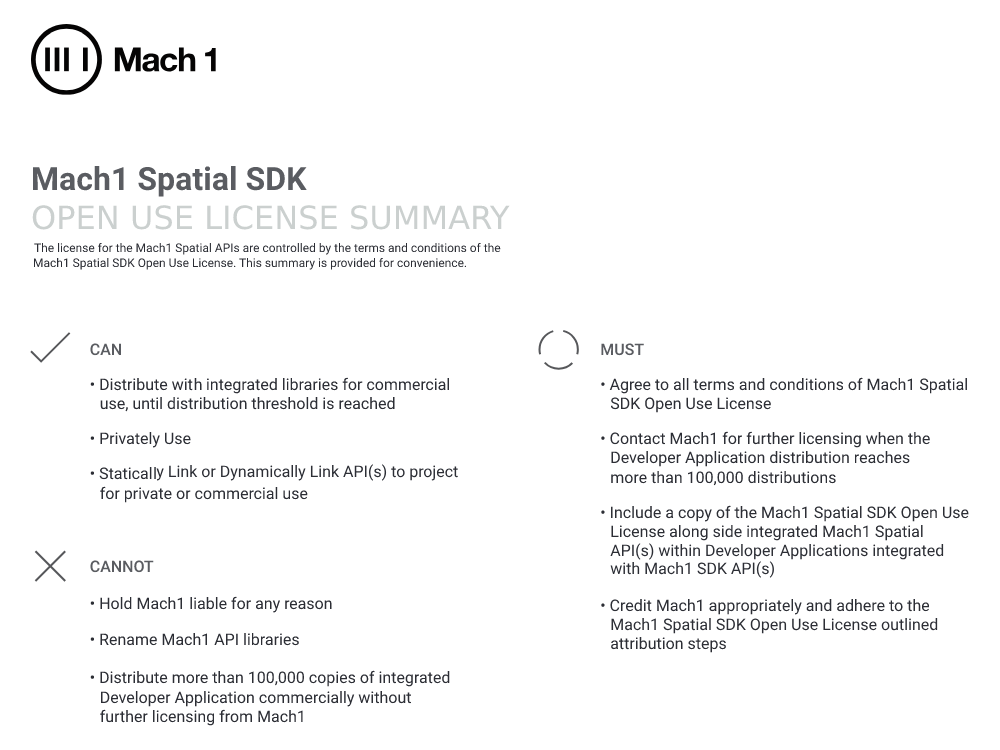 Mach 1
Mach1 Spatial SDK
OPEN USE LICENSE SUMMARY
The license for the Mach1 Spatial APIs are controlled by the terms and conditions of the
Mach1 Spatial SDK Open Use License. This summary is provided for convenience.
CAN
• Distribute with integrated libraries for commercial
use, until distribution threshold is reached
• Privately Use
• Statically Link or Dynamically Link API(s) to project
for private or commercial use
CANNOT
• Hold Mach1 liable for any reason
• Rename Mach1 API libraries
• Distribute more than 100,000 copies of integrated
Developer Application commercially without
further licensing from Mach1
MUST
• Agree to all terms and conditions of Mach1 Spatial
SDK Open Use License
• Contact Mach1 for further licensing when the
Developer Application distribution reaches
more than 100,000 distributions
• Include a copy of the Mach1 Spatial SDK Open Use
License along side integrated Mach1 Spatial
API(s) within Developer Applications integrated
with Mach1 SDK API(s)
• Credit Mach1 appropriately and adhere to the
Mach1 Spatial SDK Open Use License outlined
attribution steps